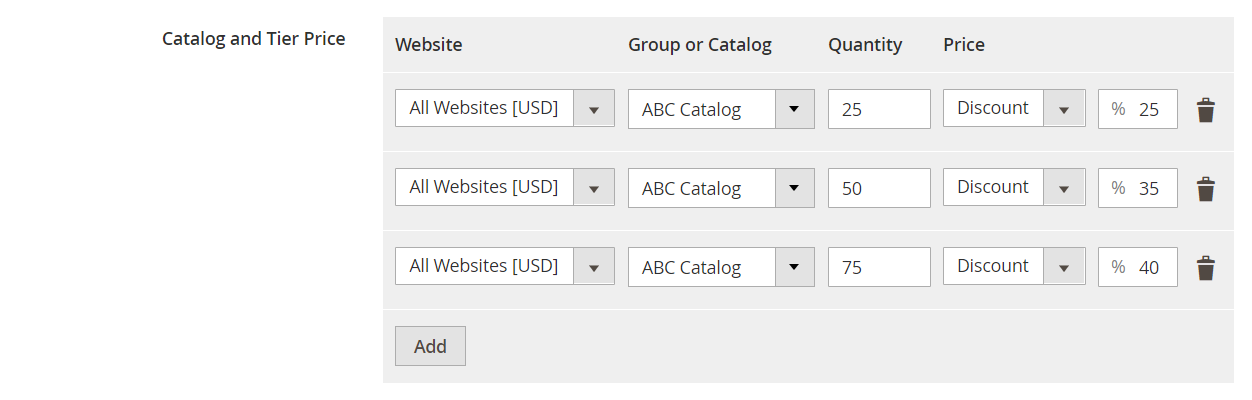 Catalog and Tier Price
Website Group or Catalog Quantity Price
All Websites [USD] ABC Catalog 25 Discount % 25
All Websites [USD] ABC Catalog 50 Discount % 35
All Websites [USD] ABC Catalog 75 Discount % 40
Add